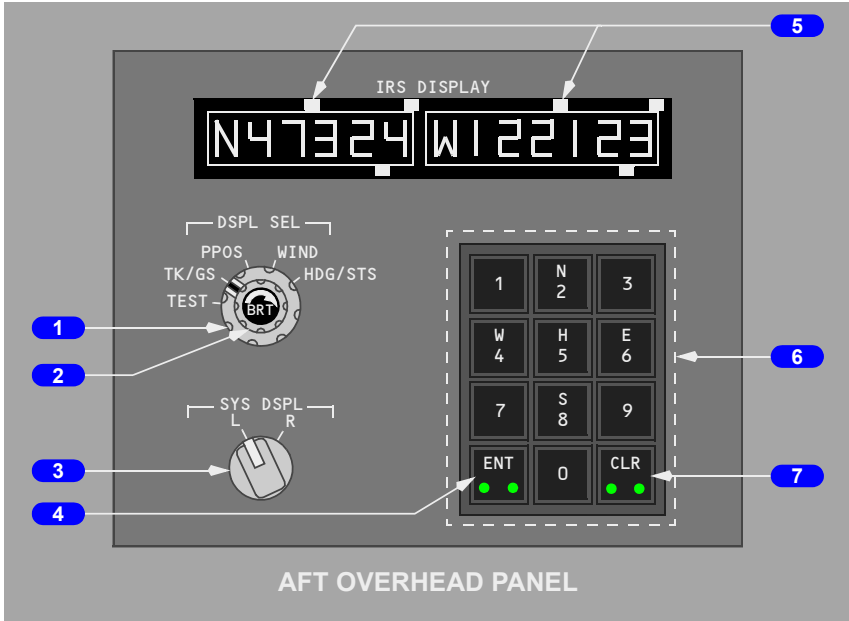 5
IRS DISPLAY
N47324 W122123
DSPL SEL
PPOS WIND
TK/GS HDG/STS
TEST
BRT
1
2
SYS DSPL
L R
3
4
1 N 2 3
W 4 H 5 E 6
7 S 8 9
ENT 0 CLR
6
7
AFT OVERHEAD PANEL